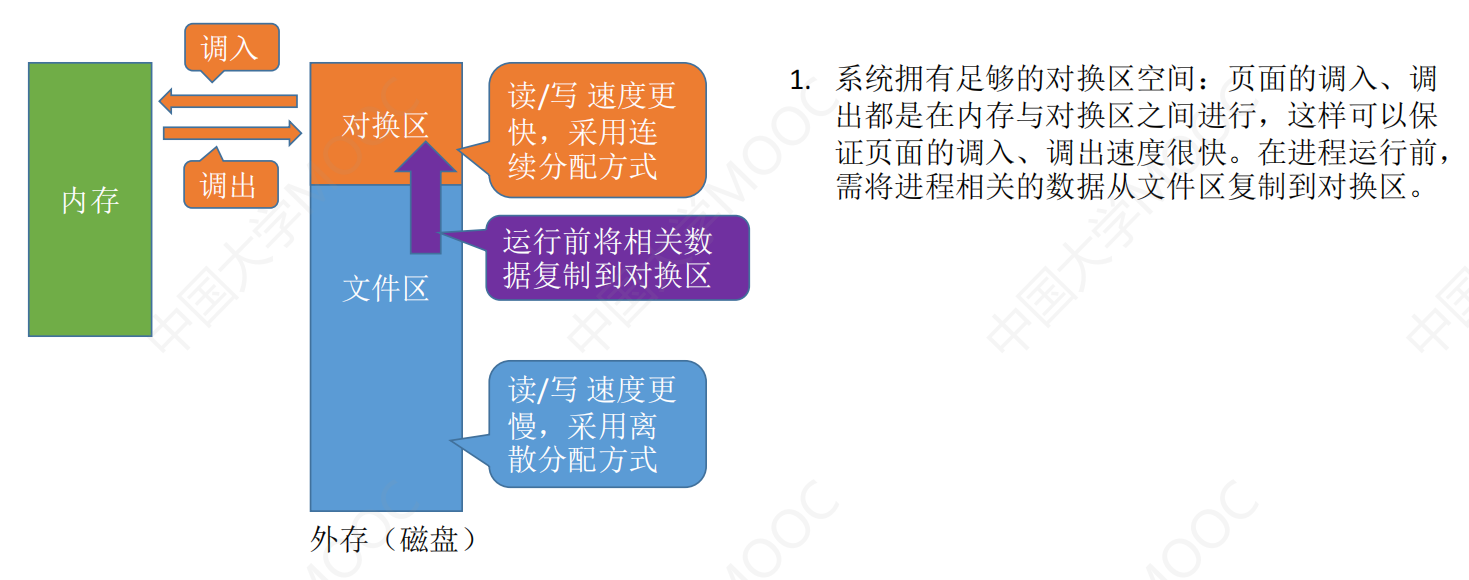 调入
调出
内存
对换区
文件区
外存（磁盘）
读/写 速度更
快，采用连
续分配方式
运行前将相关数
据复制到对换区
读/写 速度更
慢，采用离
散分配方式
1. 系统拥有足够的对换区空间：页面的调入、调
出都是在内存与对换区之间进行，这样可以保
证页面的调入、调出速度很快。在进程运行前，
需将进程相关的数据从文件区复制到对换区。
中国大学MOOC
中国大学MOOC
中国大学MOOC
中国
MOOC
MOOC
MOOC